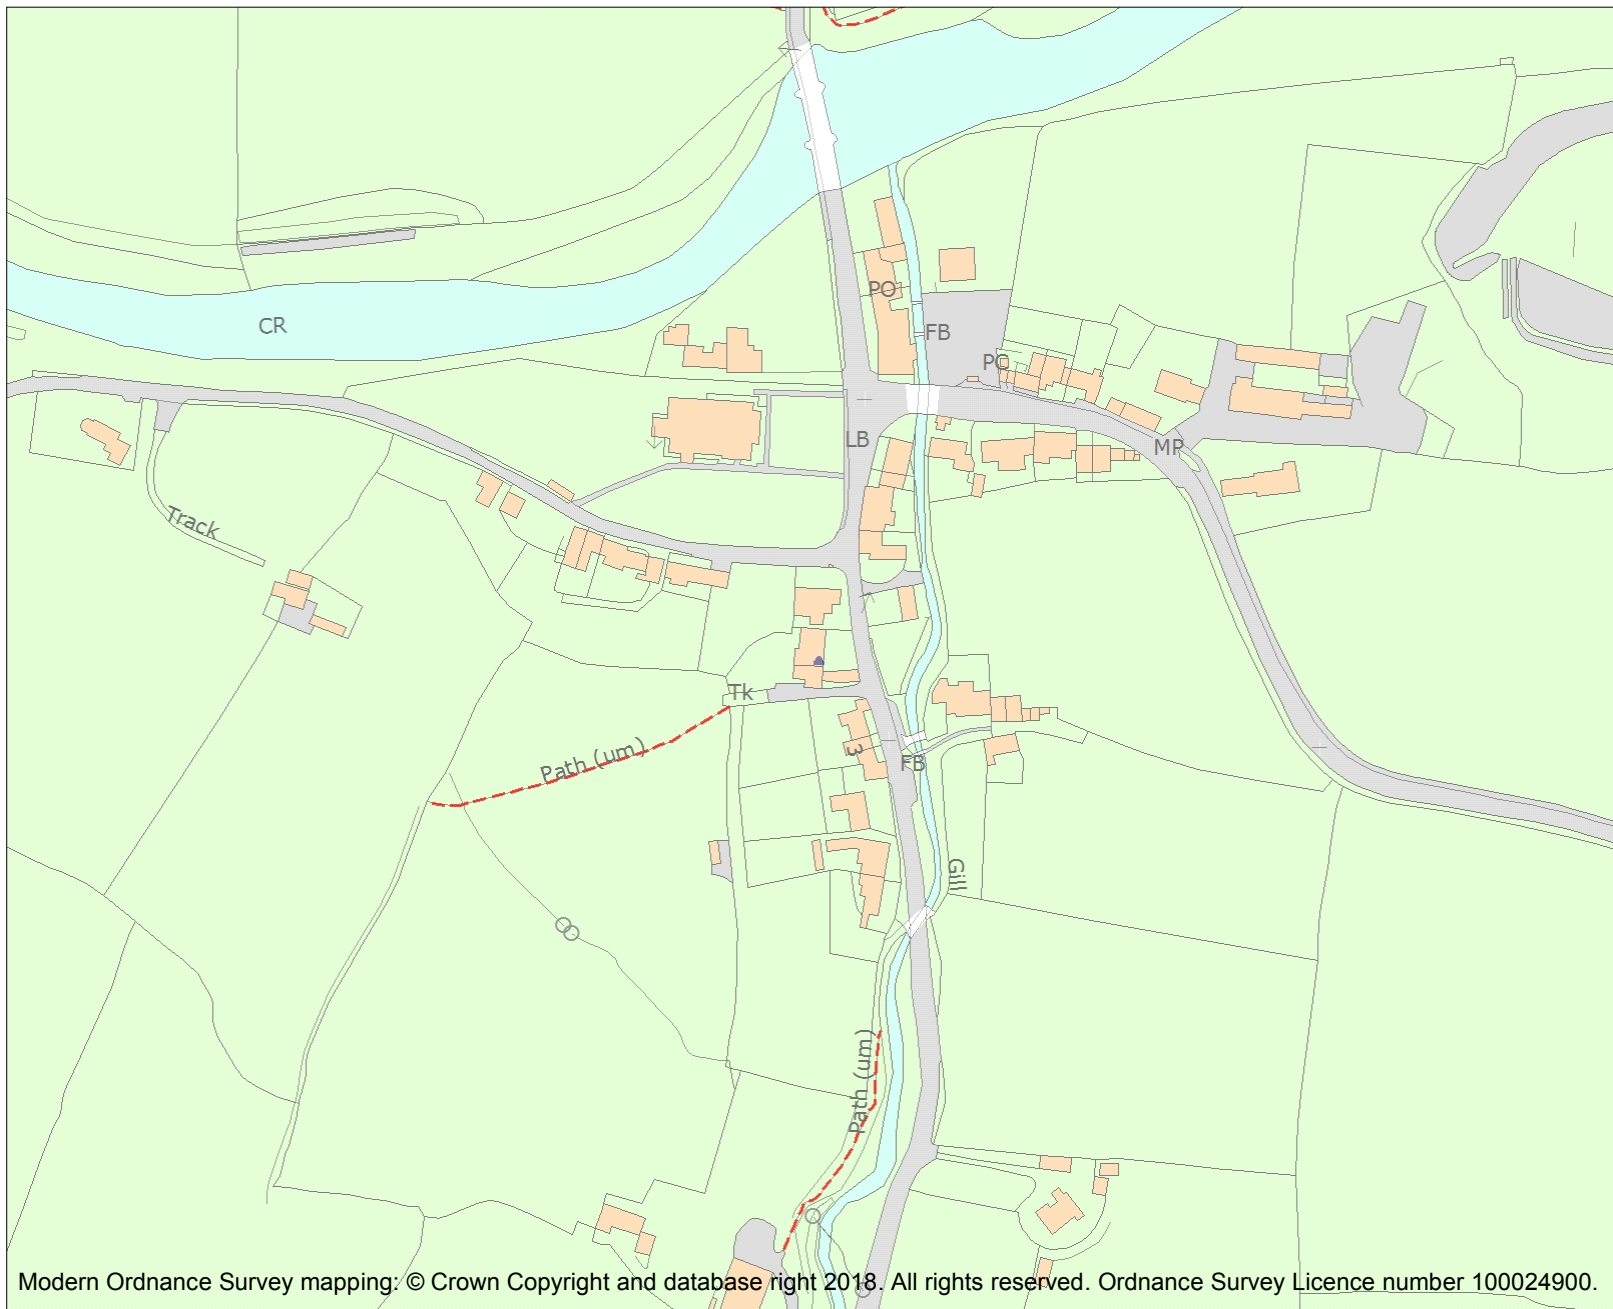 PO
CR
FB
PO
LB
MP
Track
Tk
Path (um)
3
FB
Gill
Path (um)
Modern Ordnance Survey mapping: © Crown Copyright and database right 2018. All rights reserved. Ordnance Survey Licence number 100024900.